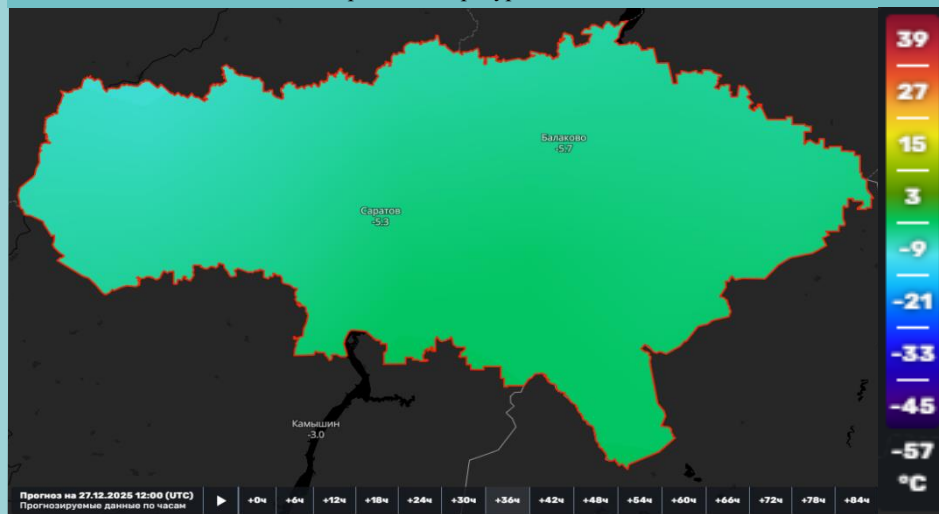 39
27
15
3
-9
-21
-33
-45
-57
°C
Балаково
-5.7
Саратов
-5.3
Камышин
-3.0
Прогноз на 27.12.2025 12:00 (UTC)
Прогнозируемые данные по часам
+0ч +6ч +12ч +18ч +24ч +30ч +36ч +42ч +48ч +54ч +60ч +66ч +72ч +78ч +84ч